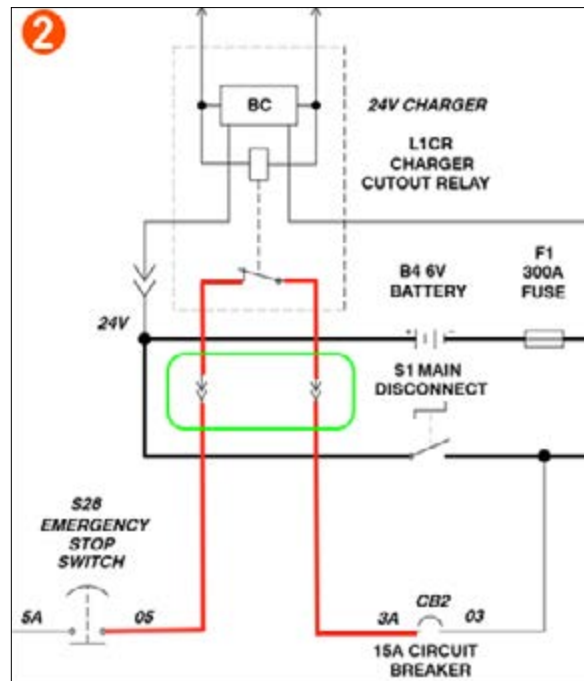 2
BC
24V CHARGER
L1CR
CHARGER
CUTOUT RELAY
B4 6V
BATTERY
F1
300A
FUSE
24V
+
-
S1 MAIN
DISCONNECT
S28
EMERGENCY
STOP
SWITCH
5A
05
3A
CB2
03
15A CIRCUIT
BREAKER